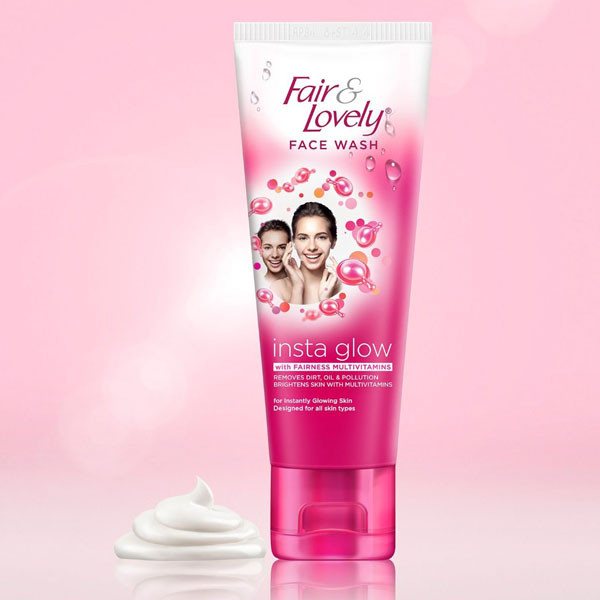 Fair &
Lovely®
FACE WASH
insta glow
with FAIRNESS MULTIVITAMINS
REMOVES DIRT, OIL & POLLUTION
BRIGHTENS SKIN WITH MULTIVITAMINS
for Instantly Glowing Skin
Designed for all skin types